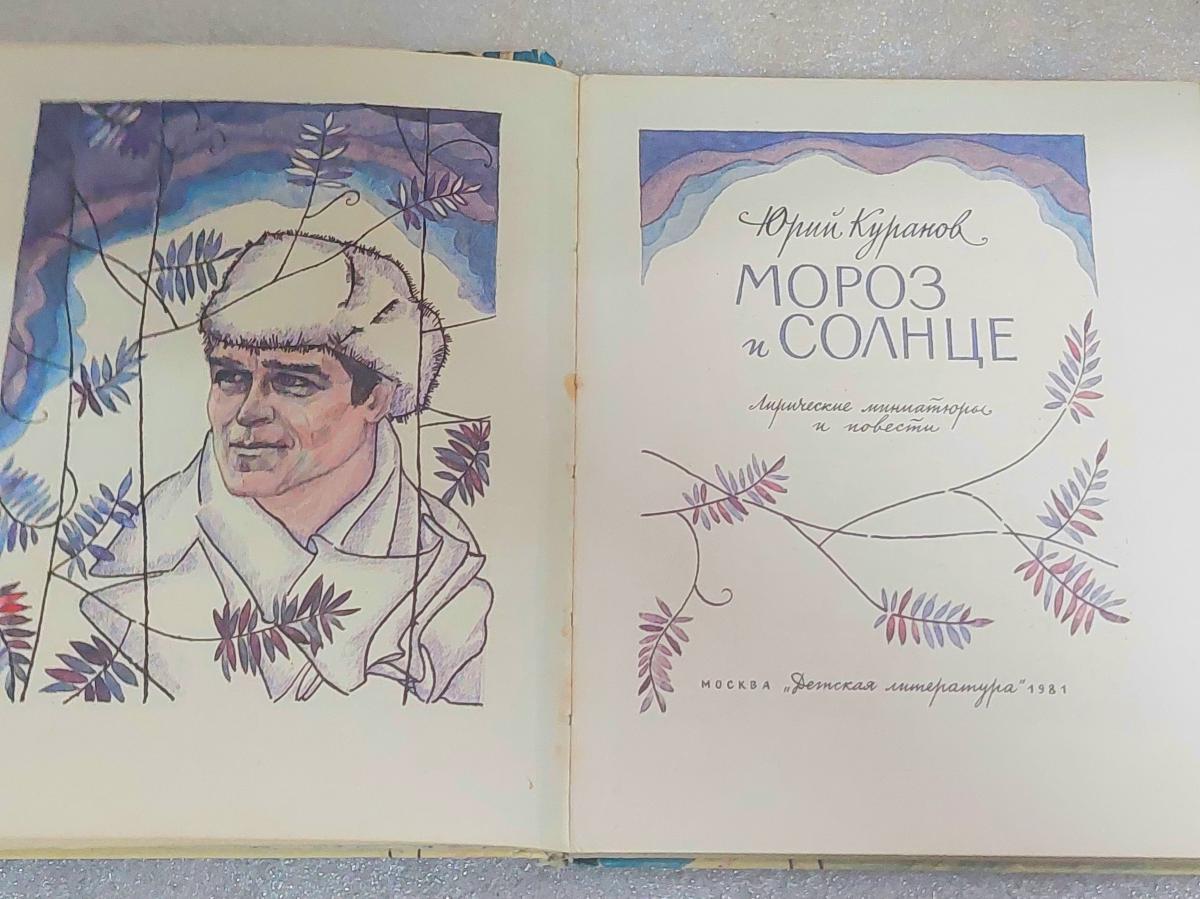 Юрий Куранов
МОРОЗ
и СОЛНЦЕ
Лирические миниатюры
и повести
МОСКВА „Детская литература" 1981